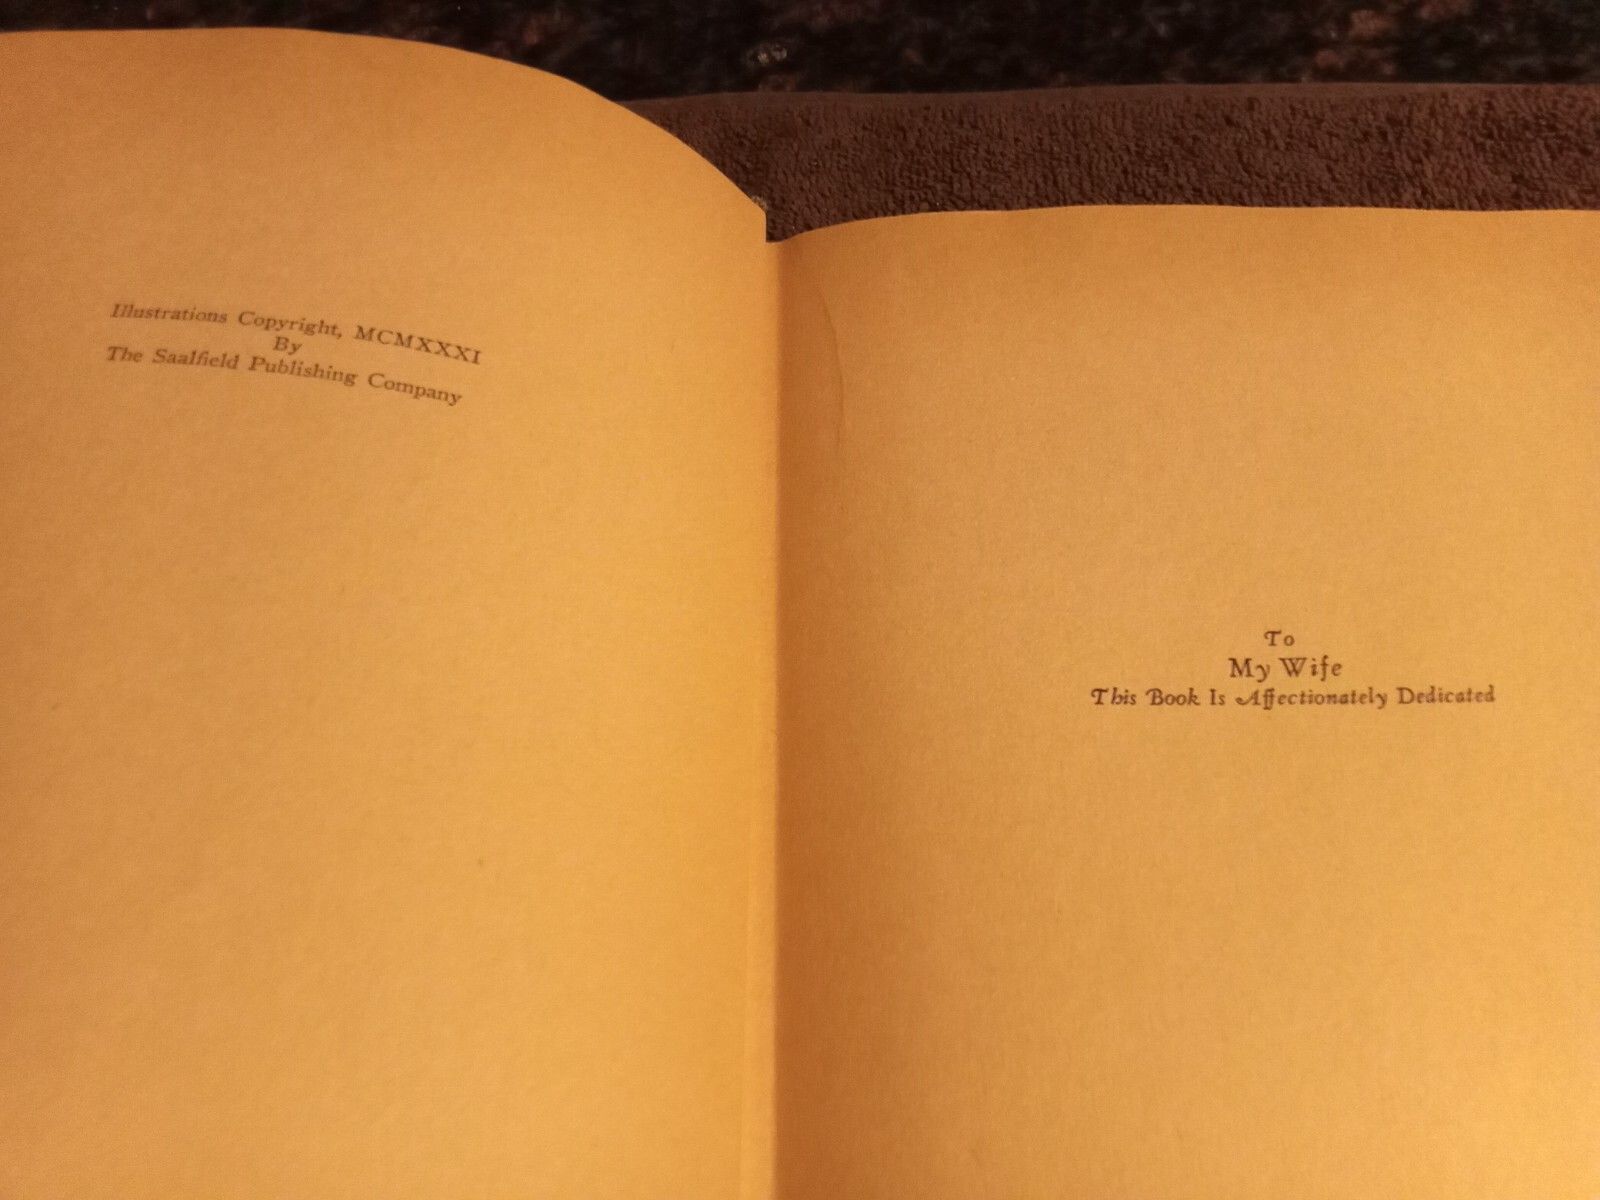 Illustrations Copyright, MCMXXXI
By
The Saalfield Publishing Company
To
My Wife
This Book Is Affectionately Dedicated